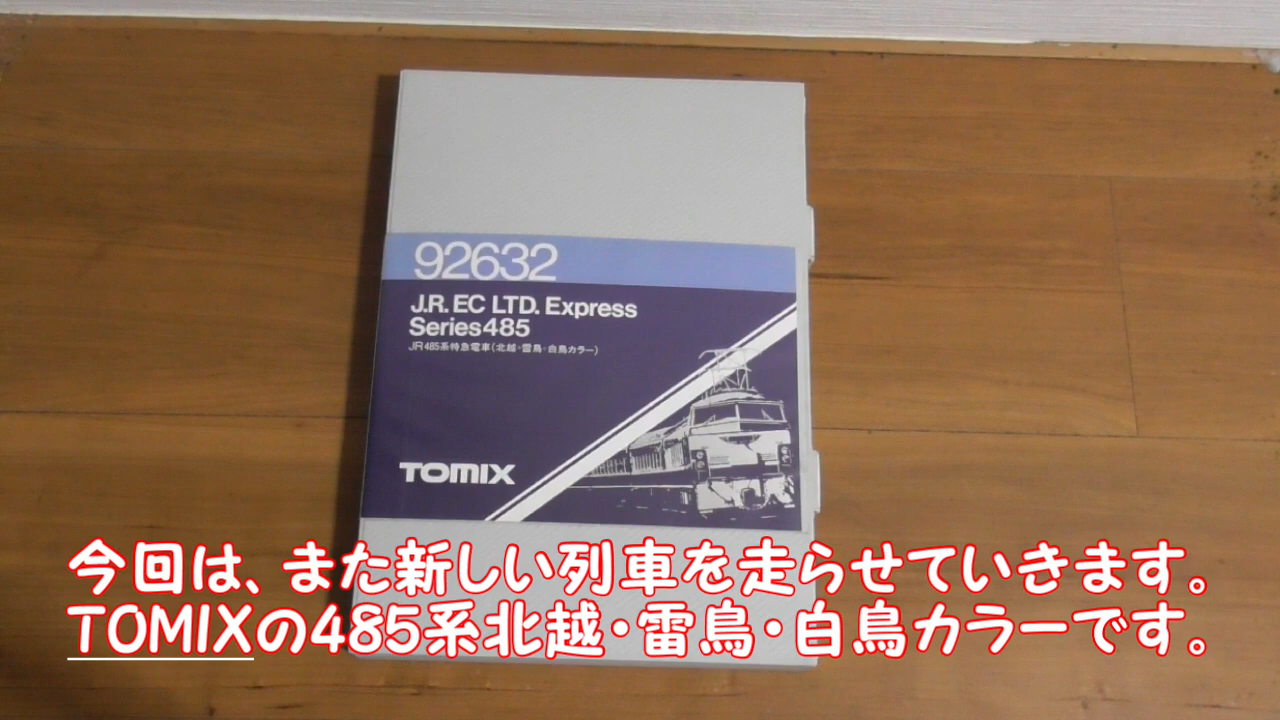 92632
J.R. EC LTD. Express
Series485
JR485系特急電車(北越・雷鳥・白鳥カラー)
TOMIX
今回は、また新しい列車を走らせていきます。
TOMIXの485系北越・雷鳥・白鳥カラーです。